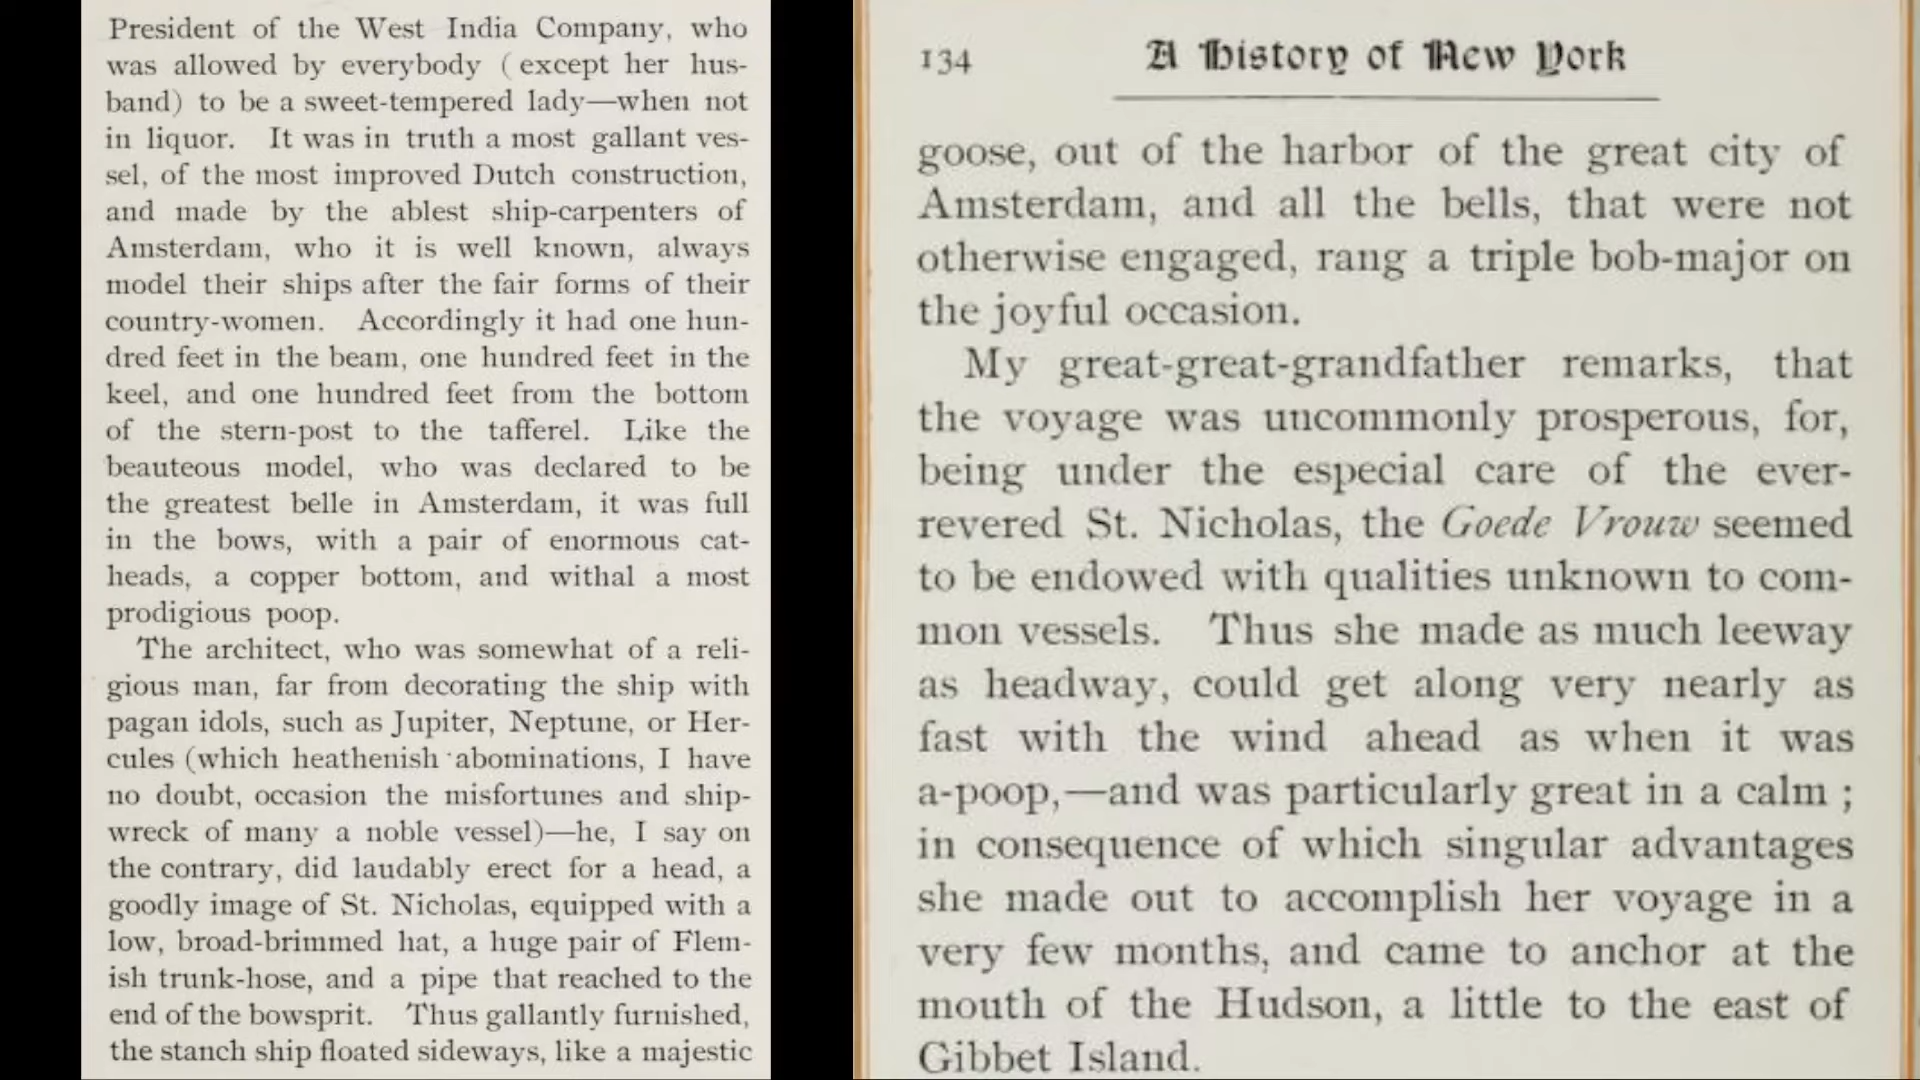 President of the West India Company, who
was allowed by everybody (except her hus-
band) to be a sweet-tempered lady—when not
in liquor. It was in truth a most gallant ves-
sel, of the most improved Dutch construction,
and made by the ablest ship-carpenters of
Amsterdam, who it is well known, always
model their ships after the fair forms of their
country-women. Accordingly it had one hun-
dred feet in the beam, one hundred feet in the
keel, and one hundred feet from the bottom
of the stern-post to the tafferel. Like the
beauteous model, who was declared to be
the greatest belle in Amsterdam, it was full
in the bows, with a pair of enormous cat-
heads, a copper bottom, and withal a most
prodigious poop.
The architect, who was somewhat of a reli-
gious man, far from decorating the ship with
pagan idols, such as Jupiter, Neptune, or Her-
cules (which heathenish abominations, I have
no doubt, occasion the misfortunes and ship-
wreck of many a noble vessel)—he, I say on
the contrary, did laudably erect for a head, a
goodly image of St. Nicholas, equipped with a
low, broad-brimmed hat, a huge pair of Flem-
ish trunk-hose, and a pipe that reached to the
end of the bowsprit. Thus gallantly furnished,
the stanch ship floated sideways, like a majestic
134 A History of New York
goose, out of the harbor of the great city of
Amsterdam, and all the bells, that were not
otherwise engaged, rang a triple bob-major on
the joyful occasion.
My great-great-grandfather remarks, that
the voyage was uncommonly prosperous, for,
being under the especial care of the ever-
revered St. Nicholas, the Goede Vrouw seemed
to be endowed with qualities unknown to com-
mon vessels. Thus she made as much leeway
as headway, could get along very nearly as
fast with the wind ahead as when it was
a-poop,—and was particularly great in a calm ;
in consequence of which singular advantages
she made out to accomplish her voyage in a
very few months, and came to anchor at the
mouth of the Hudson, a little to the east of
Gibbet Island.